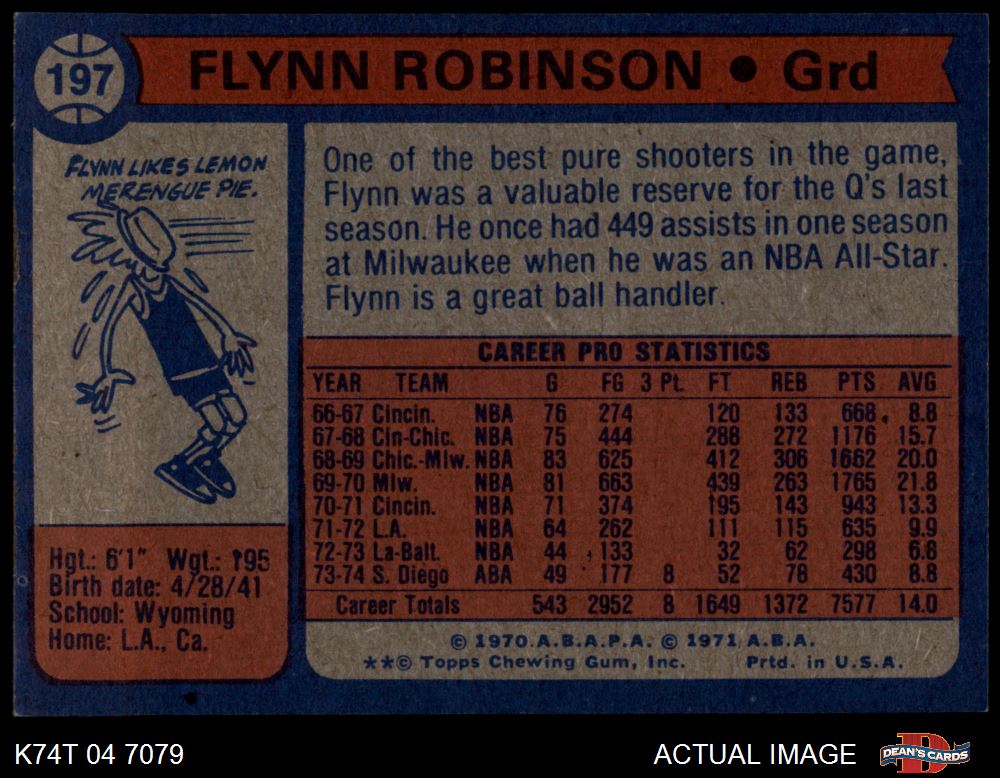 197
FLYNN ROBINSON • Grd
FLYNN LIKES LEMON
MERENGUE PIE.
One of the best pure shooters in the game,
Flynn was a valuable reserve for the Q's last
season. He once had 449 assists in one season
at Milwaukee when he was an NBA All-Star.
Flynn is a great ball handler.
CAREER PRO STATISTICS
YEAR TEAM G FG 3 Pt. FT REB PTS AVG
66-67 Cincin. NBA 76 274 120 133 668 8.8
67-68 Cin-Chic. NBA 75 444 288 272 1176 15.7
68-69 Chic.-Mlw. NBA 83 625 412 306 1662 20.0
69-70 Mlw. NBA 81 663 439 263 1765 21.8
70-71 Cincin. NBA 71 374 195 143 943 13.3
71-72 L.A. NBA 64 262 111 115 635 9.9
72-73 La-Balt. NBA 44 133 32 62 298 6.8
73-74 S. Diego ABA 49 177 8 52 78 430 8.8
Career Totals 543 2952 8 1649 1372 7577 14.0
Hgt.: 6'1" Wgt.: 195
Birth date: 4/28/41
School: Wyoming
Home: L.A., Ca.
© 1970 A.B.A.P.A. © 1971 A.B.A.
**© Topps Chewing Gum, Inc. Prtd. in U.S.A.
K74T 04 7079
ACTUAL IMAGE
D
DEAN'S CARDS